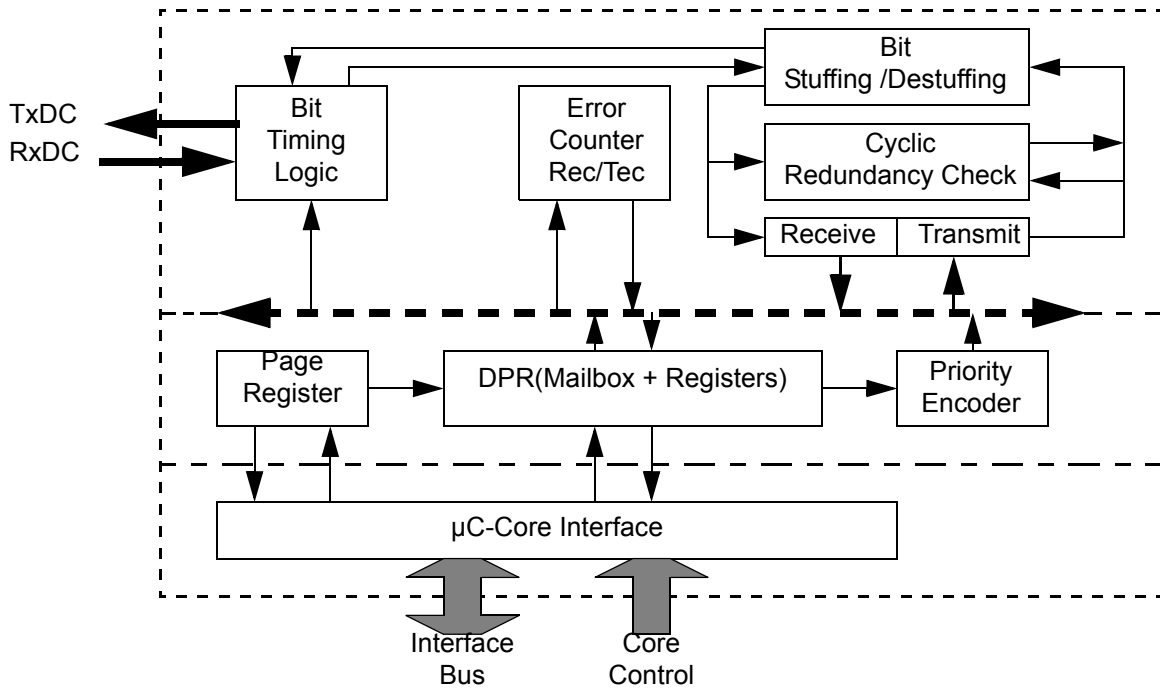 TxDC
RxDC
Bit
Timing
Logic
Error
Counter
Rec/Tec
Bit
Stuffing /Destuffing
Cyclic
Redundancy Check
Receive
Transmit
Page
Register
DPR(Mailbox + Registers)
Priority
Encoder
µC-Core Interface
Interface
Bus
Core
Control